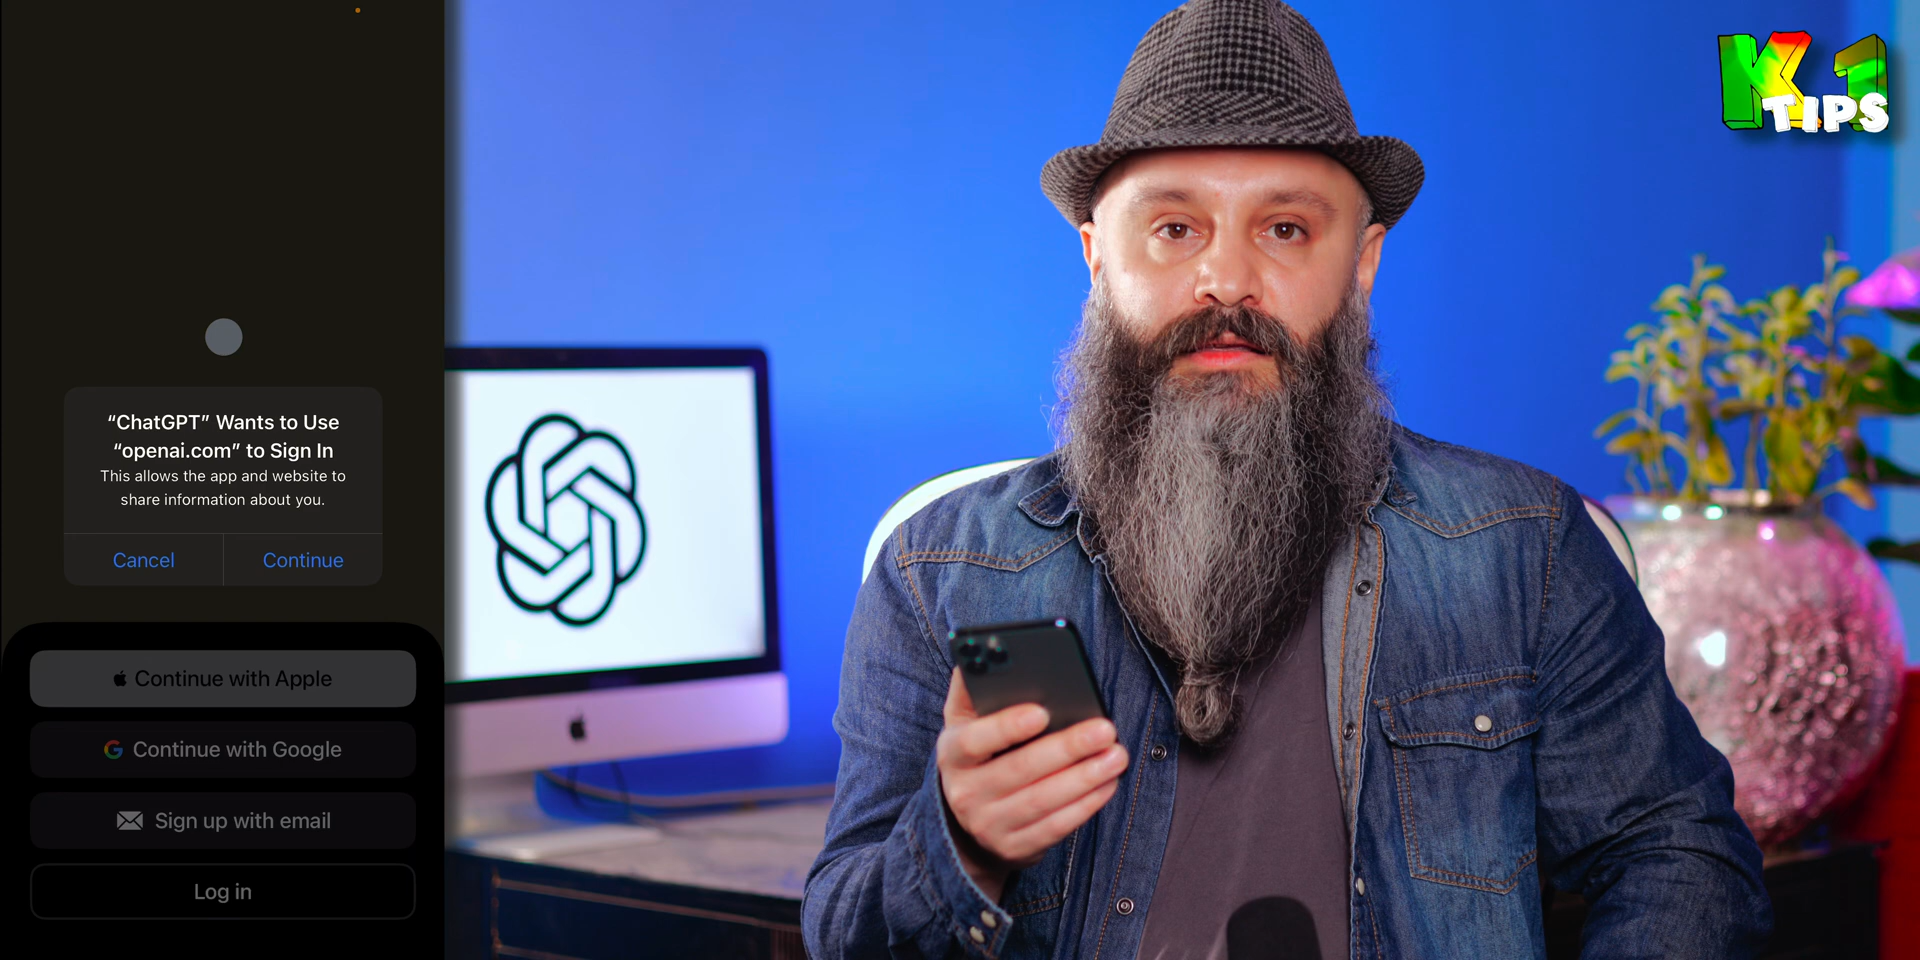 “ChatGPT” Wants to Use
“openai.com” to Sign In
This allows the app and website to
share information about you.
Cancel
Continue
Continue with Apple
Continue with Google
Sign up with email
Log in
K1
TIPS